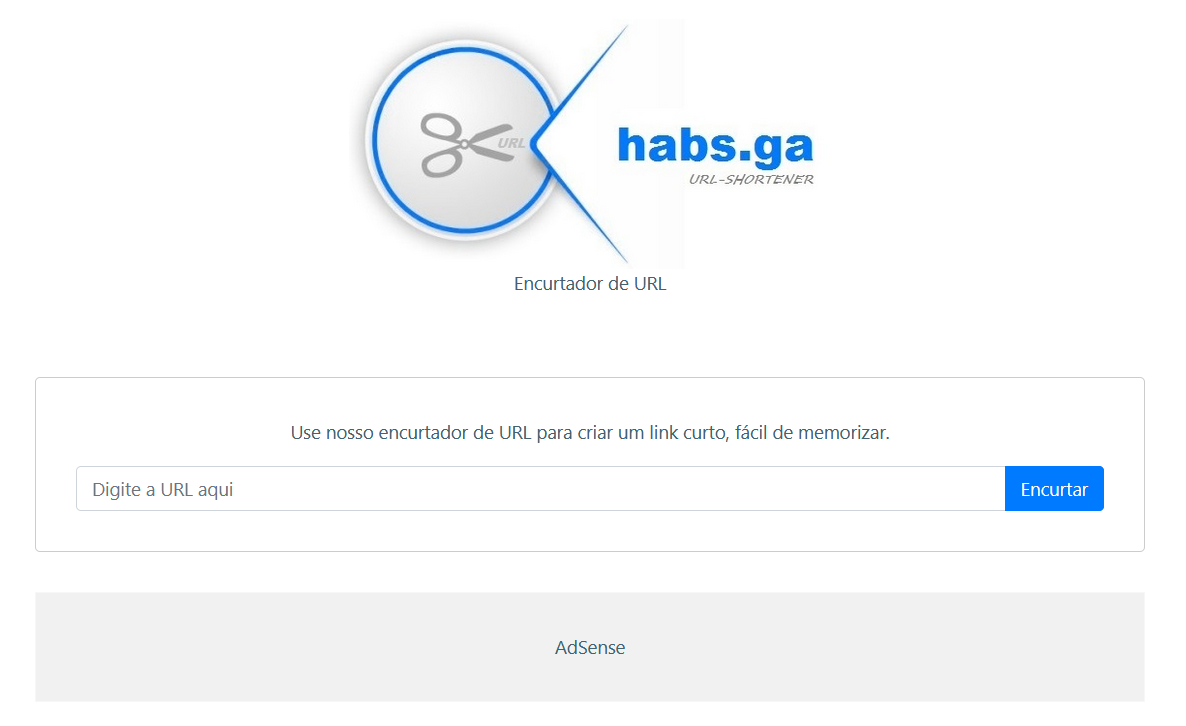 URL
habs.ga
URL-SHORTENER
Encurtador de URL
Use nosso encurtador de URL para criar um link curto, fácil de memorizar.
Digite a URL aqui
Encurtar
AdSense